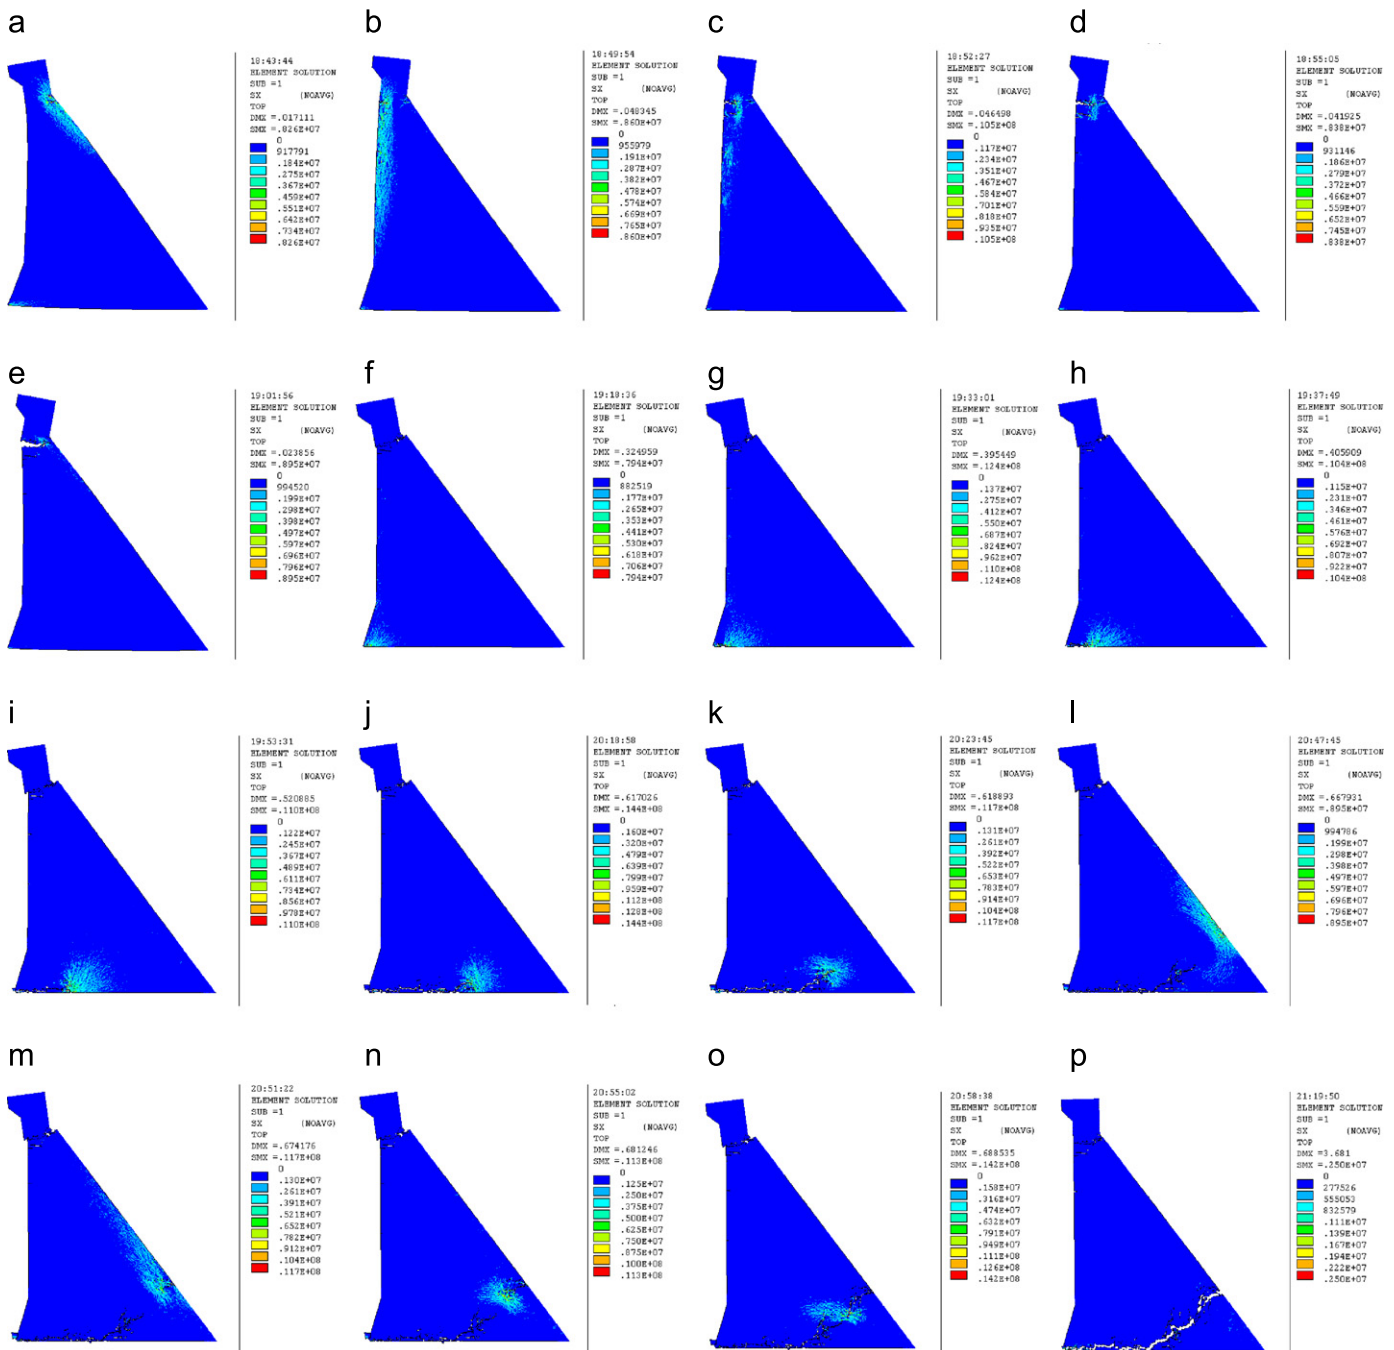 a
18:43:44
ELEMENT SOLUTION
SUB =1
SX (NOAVG)
TOP
DMX =.017111
SMX =.826E+07
0
917791
.184E+07
.275E+07
.367E+07
.459E+07
.551E+07
.642E+07
.734E+07
.826E+07
b
18:49:54
ELEMENT SOLUTION
SUB =1
SX (NOAVG)
TOP
DMX =.048345
SMX =.860E+07
0
955979
.191E+07
.287E+07
.382E+07
.478E+07
.574E+07
.669E+07
.765E+07
.860E+07
c
18:52:27
ELEMENT SOLUTION
SUB =1
SX (NOAVG)
TOP
DMX =.046498
SMX =.105E+08
0
.117E+07
.234E+07
.351E+07
.467E+07
.584E+07
.701E+07
.818E+07
.935E+07
.105E+08
d
18:55:05
ELEMENT SOLUTION
SUB =1
SX (NOAVG)
TOP
DMX =.041925
SMX =.838E+07
0
931146
.186E+07
.279E+07
.372E+07
.466E+07
.559E+07
.652E+07
.745E+07
.838E+07
e
19:01:56
ELEMENT SOLUTION
SUB =1
SX (NOAVG)
TOP
DMX =.023856
SMX =.895E+07
0
994520
.199E+07
.298E+07
.398E+07
.497E+07
.597E+07
.696E+07
.796E+07
.895E+07
f
19:18:36
ELEMENT SOLUTION
SUB =1
SX (NOAVG)
TOP
DMX =.324959
SMX =.794E+07
0
882519
.177E+07
.265E+07
.353E+07
.441E+07
.530E+07
.618E+07
.706E+07
.794E+07
g
19:33:01
ELEMENT SOLUTION
SUB =1
SX (NOAVG)
TOP
DMX =.395449
SMX =.124E+08
0
.137E+07
.275E+07
.412E+07
.550E+07
.687E+07
.824E+07
.962E+07
.110E+08
.124E+08
h
19:37:49
ELEMENT SOLUTION
SUB =1
SX (NOAVG)
TOP
DMX =.405909
SMX =.104E+08
0
.115E+07
.231E+07
.346E+07
.461E+07
.576E+07
.692E+07
.807E+07
.922E+07
.104E+08
i
19:53:31
ELEMENT SOLUTION
SUB =1
SX (NOAVG)
TOP
DMX =.520885
SMX =.110E+08
0
.122E+07
.245E+07
.367E+07
.489E+07
.611E+07
.734E+07
.856E+07
.978E+07
.110E+08
j
20:18:58
ELEMENT SOLUTION
SUB =1
SX (NOAVG)
TOP
DMX =.617026
SMX =.144E+08
0
.160E+07
.320E+07
.479E+07
.639E+07
.799E+07
.959E+07
.112E+08
.128E+08
.144E+08
k
20:23:45
ELEMENT SOLUTION
SUB =1
SX (NOAVG)
TOP
DMX =.618893
SMX =.117E+08
0
.131E+07
.261E+07
.392E+07
.522E+07
.653E+07
.783E+07
.914E+07
.104E+08
.117E+08
l
20:47:45
ELEMENT SOLUTION
SUB =1
SX (NOAVG)
TOP
DMX =.667931
SMX =.895E+07
0
994786
.199E+07
.298E+07
.398E+07
.497E+07
.597E+07
.696E+07
.796E+07
.895E+07
m
20:51:22
ELEMENT SOLUTION
SUB =1
SX (NOAVG)
TOP
DMX =.674176
SMX =.117E+08
0
.130E+07
.261E+07
.391E+07
.521E+07
.652E+07
.782E+07
.912E+07
.104E+08
.117E+08
n
20:55:02
ELEMENT SOLUTION
SUB =1
SX (NOAVG)
TOP
DMX =.681246
SMX =.113E+08
0
.125E+07
.250E+07
.375E+07
.500E+07
.625E+07
.750E+07
.875E+07
.100E+08
.113E+08
o
20:58:38
ELEMENT SOLUTION
SUB =1
SX (NOAVG)
TOP
DMX =.688535
SMX =.142E+08
0
.158E+07
.316E+07
.474E+07
.632E+07
.791E+07
.949E+07
.111E+08
.126E+08
.142E+08
p
21:19:50
ELEMENT SOLUTION
SUB =1
SX (NOAVG)
TOP
DMX =3.681
SMX =.250E+07
0
277526
555053
832579
.111E+07
.139E+07
.167E+07
.194E+07
.222E+07
.250E+07